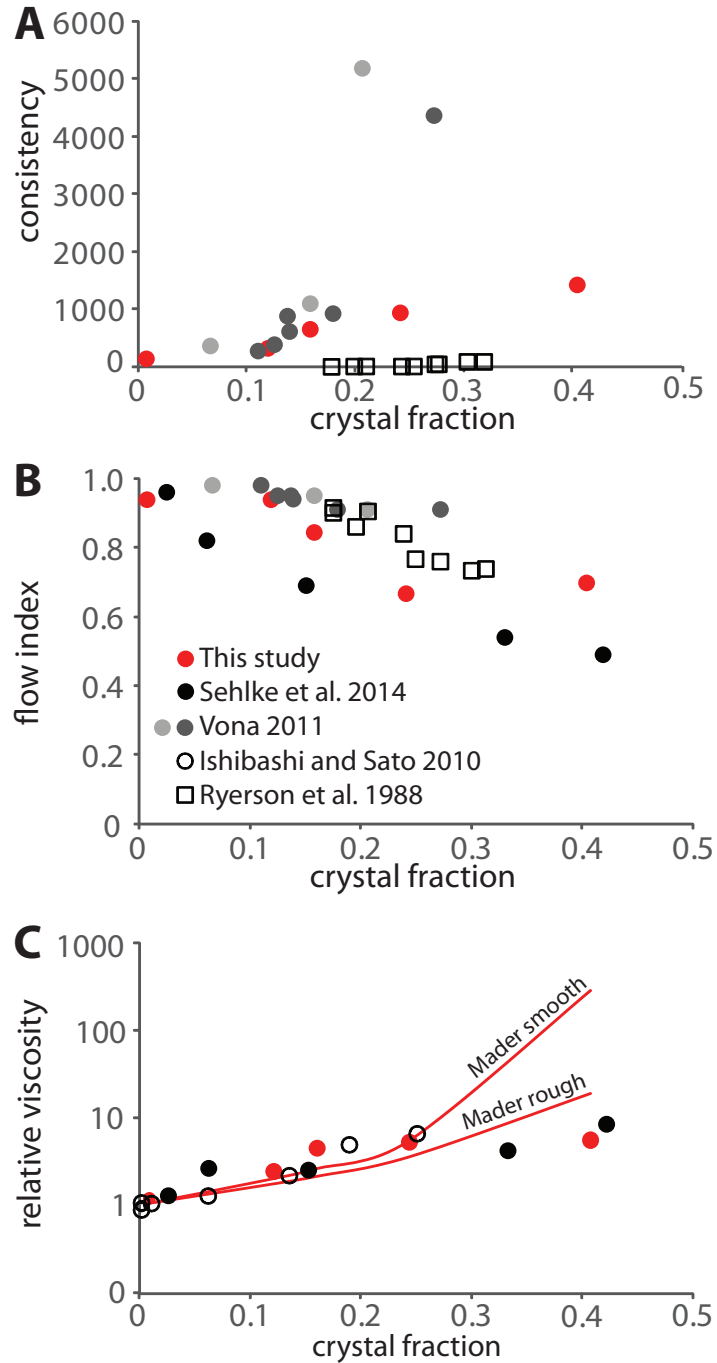 A
6000
5000
4000
3000
2000
1000
0
consistency
0
0.1
0.2
0.3
0.4
0.5
crystal fraction
B
1.0
0.8
0.6
0.4
0.2
0
flow index
This study
Sehlke et al. 2014
Vona 2011
Ishibashi and Sato 2010
Ryerson et al. 1988
0
0.1
0.2
0.3
0.4
0.5
crystal fraction
C
1000
100
10
1
0
relative viscosity
Mader smooth
Mader rough
0
0.1
0.2
0.3
0.4
0.5
crystal fraction